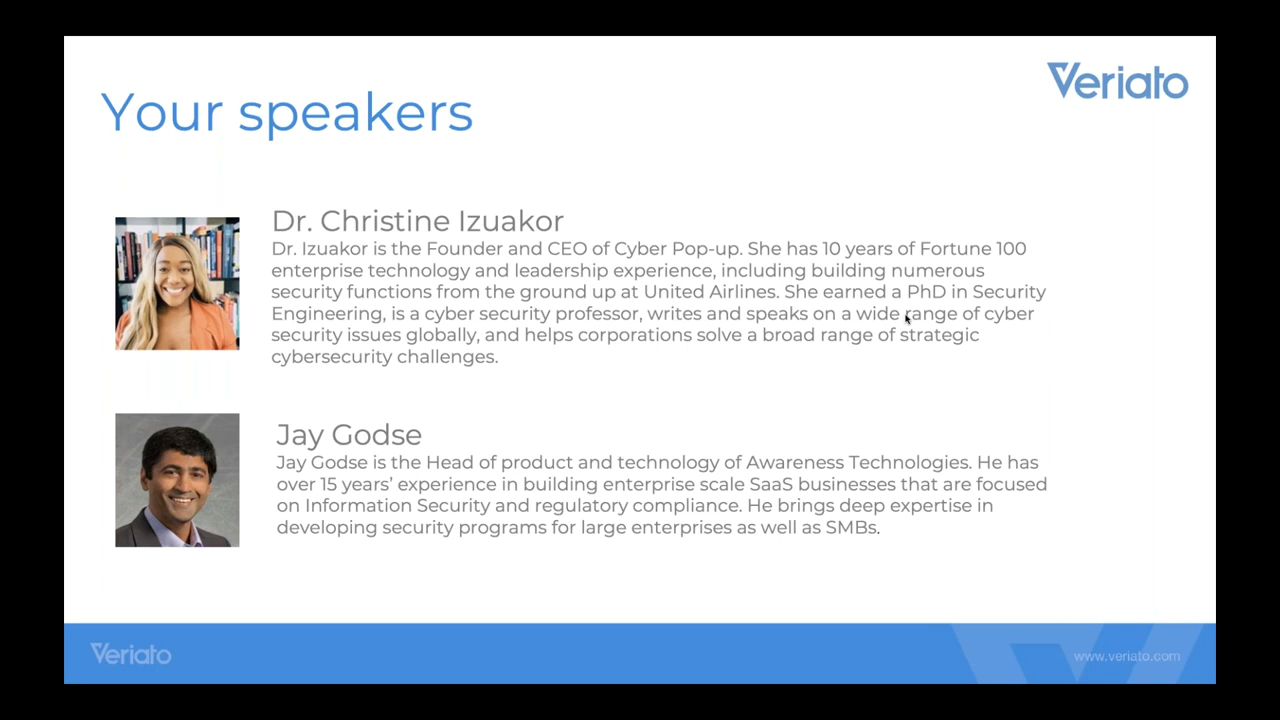 Veriato
Your speakers
Dr. Christine Izuakor
Dr. Izuakor is the Founder and CEO of Cyber Pop-up. She has 10 years of Fortune 100
enterprise technology and leadership experience, including building numerous
security functions from the ground up at United Airlines. She earned a PhD in Security
Engineering, is a cyber security professor, writes and speaks on a wide range of cyber
security issues globally, and helps corporations solve a broad range of strategic
cybersecurity challenges.
Jay Godse
Jay Godse is the Head of product and technology of Awareness Technologies. He has
over 15 years’ experience in building enterprise scale SaaS businesses that are focused
on Information Security and regulatory compliance. He brings deep expertise in
developing security programs for large enterprises as well as SMBs.
Veriato
www.veriato.com